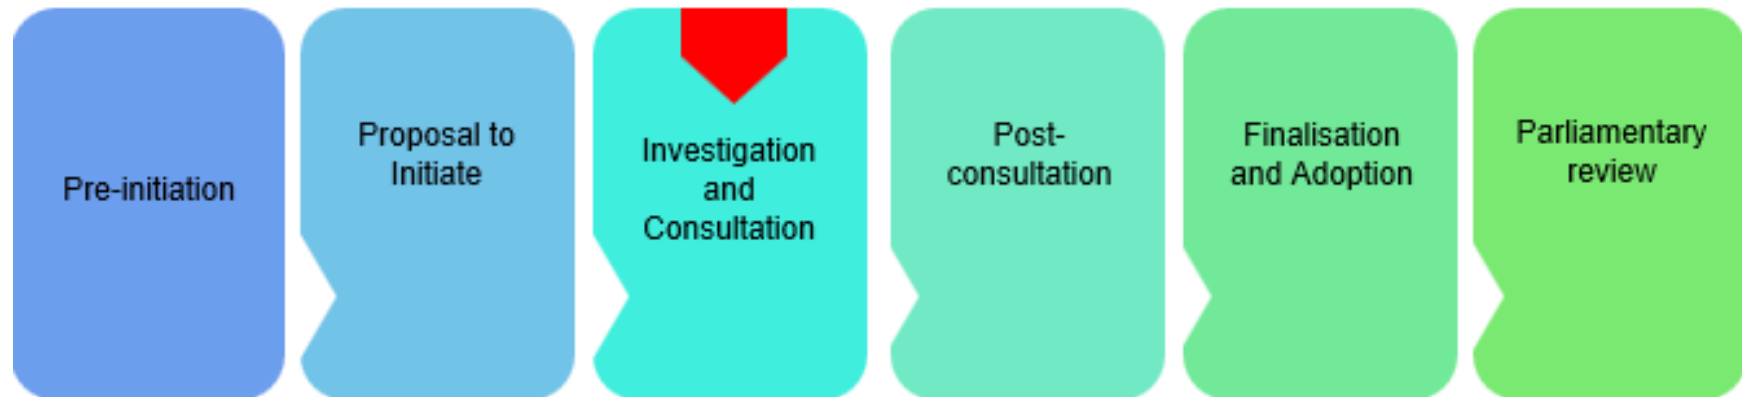 Pre-initiation
Proposal to
Initiate
Investigation
and
Consultation
Post-
consultation
Finalisation
and Adoption
Parliamentary
review